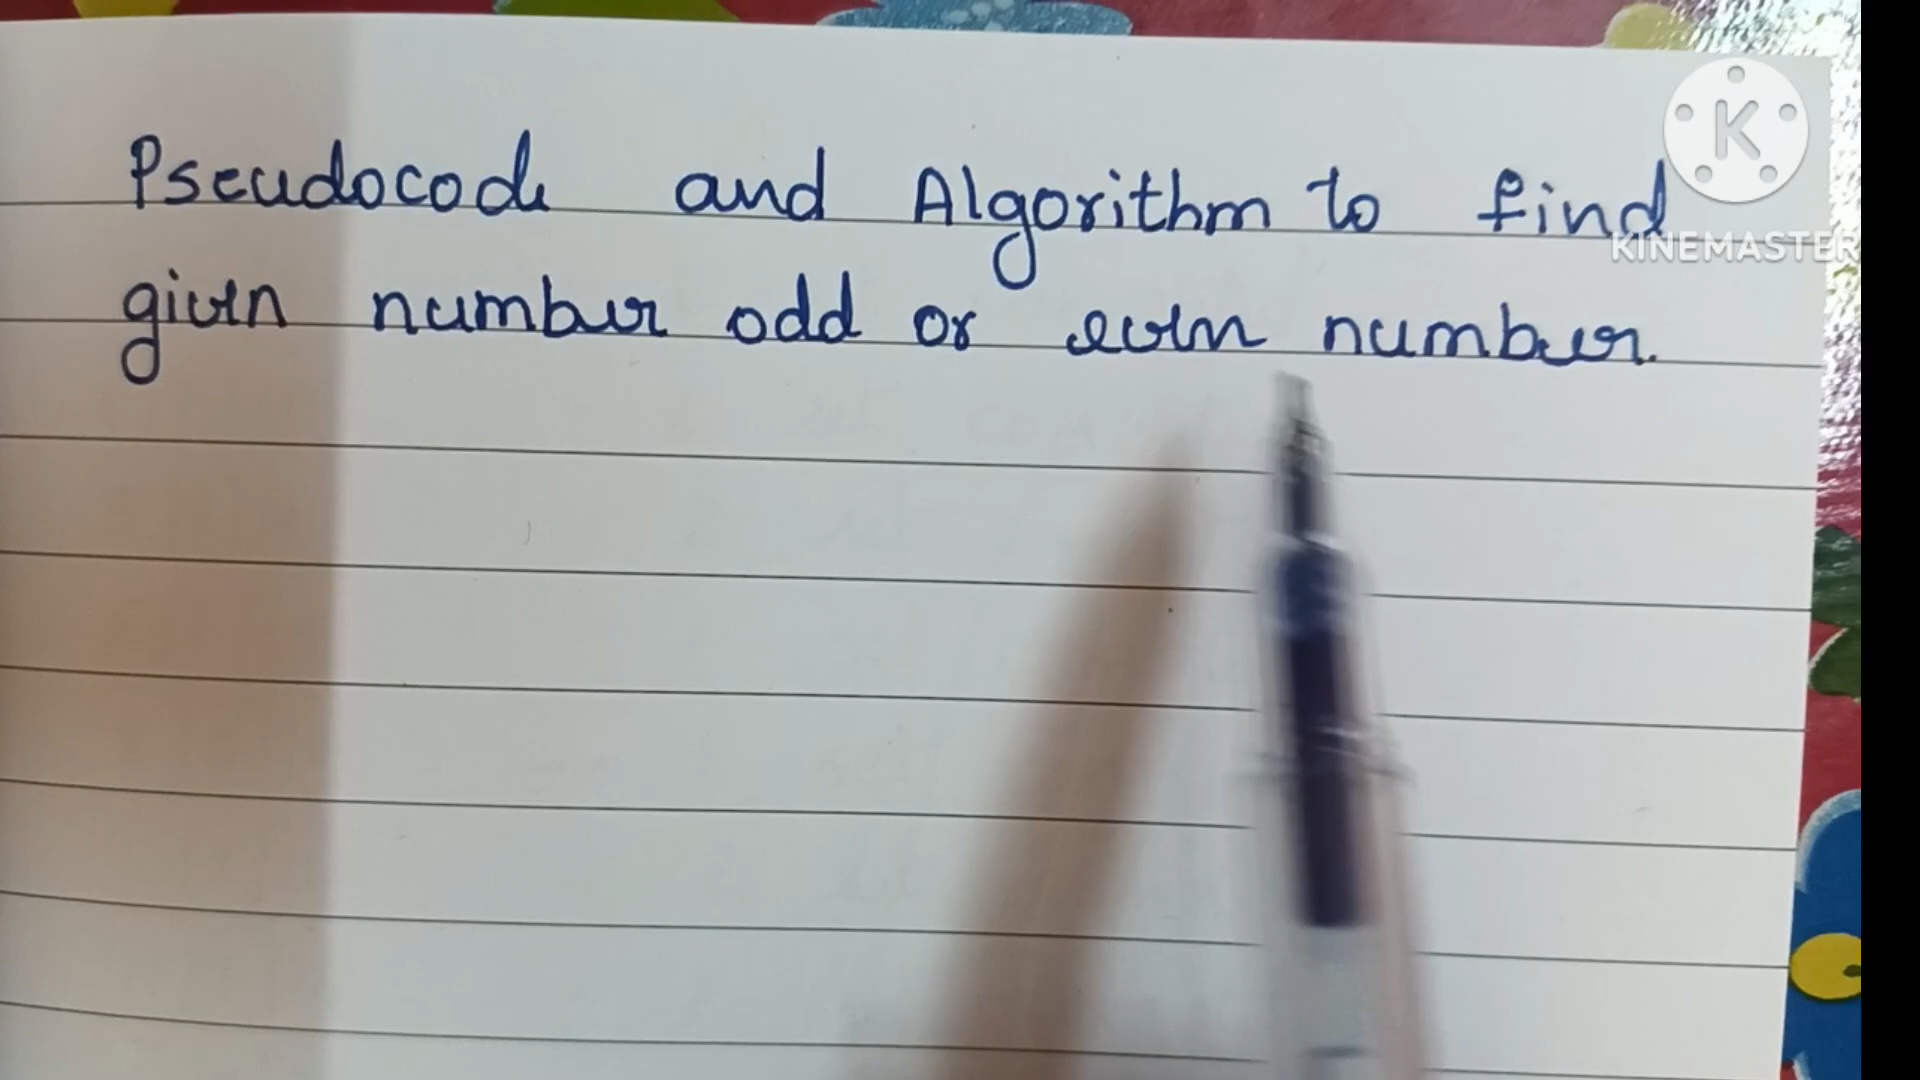 Pseudocode and Algorithm to find
given number odd or even number.
K
KINEMASTER